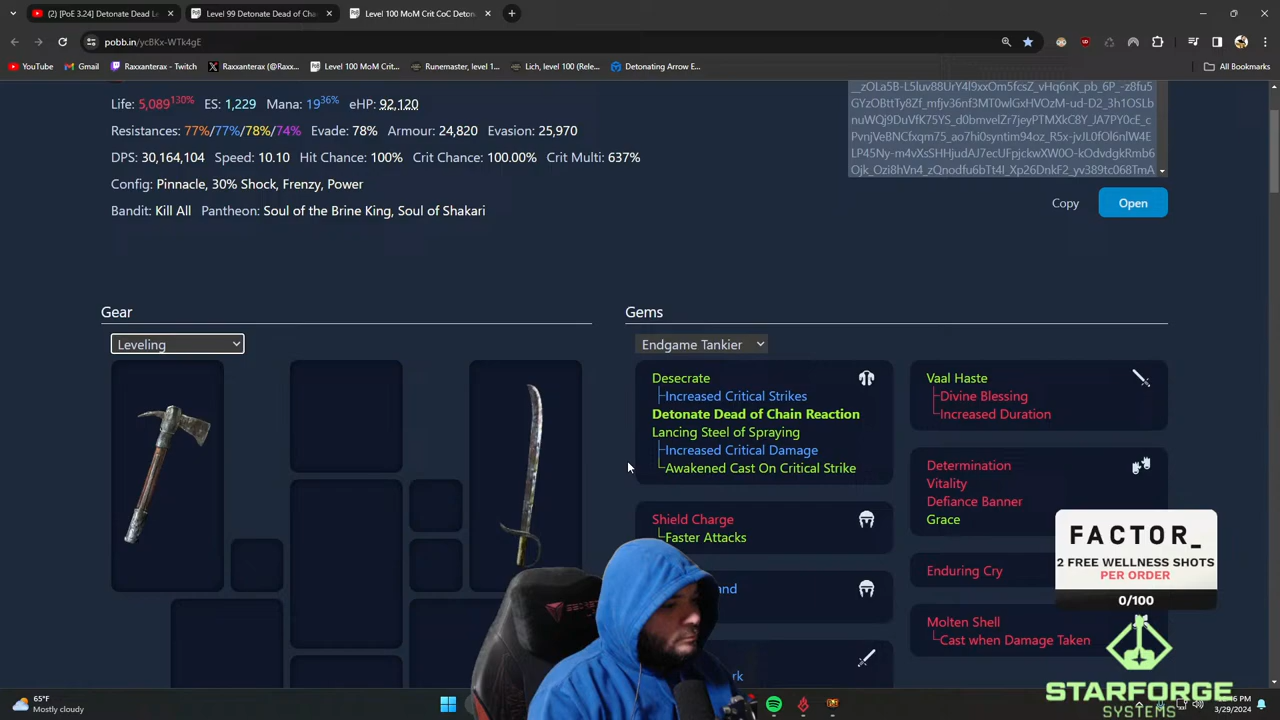 (2) [PoE 3.24] Detonate Dead L
Level 99 Detonate Dead of Chain
Level 100 MoM Crit CoC Deton
pobb.in/ycBKx-WTk4gE
YouTube
Gmail
Raxxanterax - Twitch
Raxxanterax (@Rax...
Level 100 MoM Crit...
Runemaster, level 1...
Lich, level 100 (Rele...
Detonating Arrow E...
All Bookmarks
Life: 5,089 130% ES: 1,229 Mana: 19 36% eHP: 92,120
Resistances: 77%/77%/78%/74% Evade: 78% Armour: 24,820 Evasion: 25,970
DPS: 30,164,104 Speed: 10.10 Hit Chance: 100% Crit Chance: 100.00% Crit Multi: 637%
Config: Pinnacle, 30% Shock, Frenzy, Power
Bandit: Kill All Pantheon: Soul of the Brine King, Soul of Shakari
Copy
Open
Gear
Leveling
Gems
Endgame Tankier
Desecrate
Increased Critical Strikes
Detonate Dead of Chain Reaction
Lancing Steel of Spraying
Increased Critical Damage
Awakened Cast On Critical Strike
Shield Charge
Faster Attacks
Vaal Haste
Divine Blessing
Increased Duration
Determination
Vitality
Defiance Banner
Grace
Enduring Cry
Molten Shell
Cast when Damage Taken
FACTOR_
2 FREE WELLNESS SHOTS
PER ORDER
0/100
STARFORGE
SYSTEMS
65°F
Mostly cloudy
3/29/2024